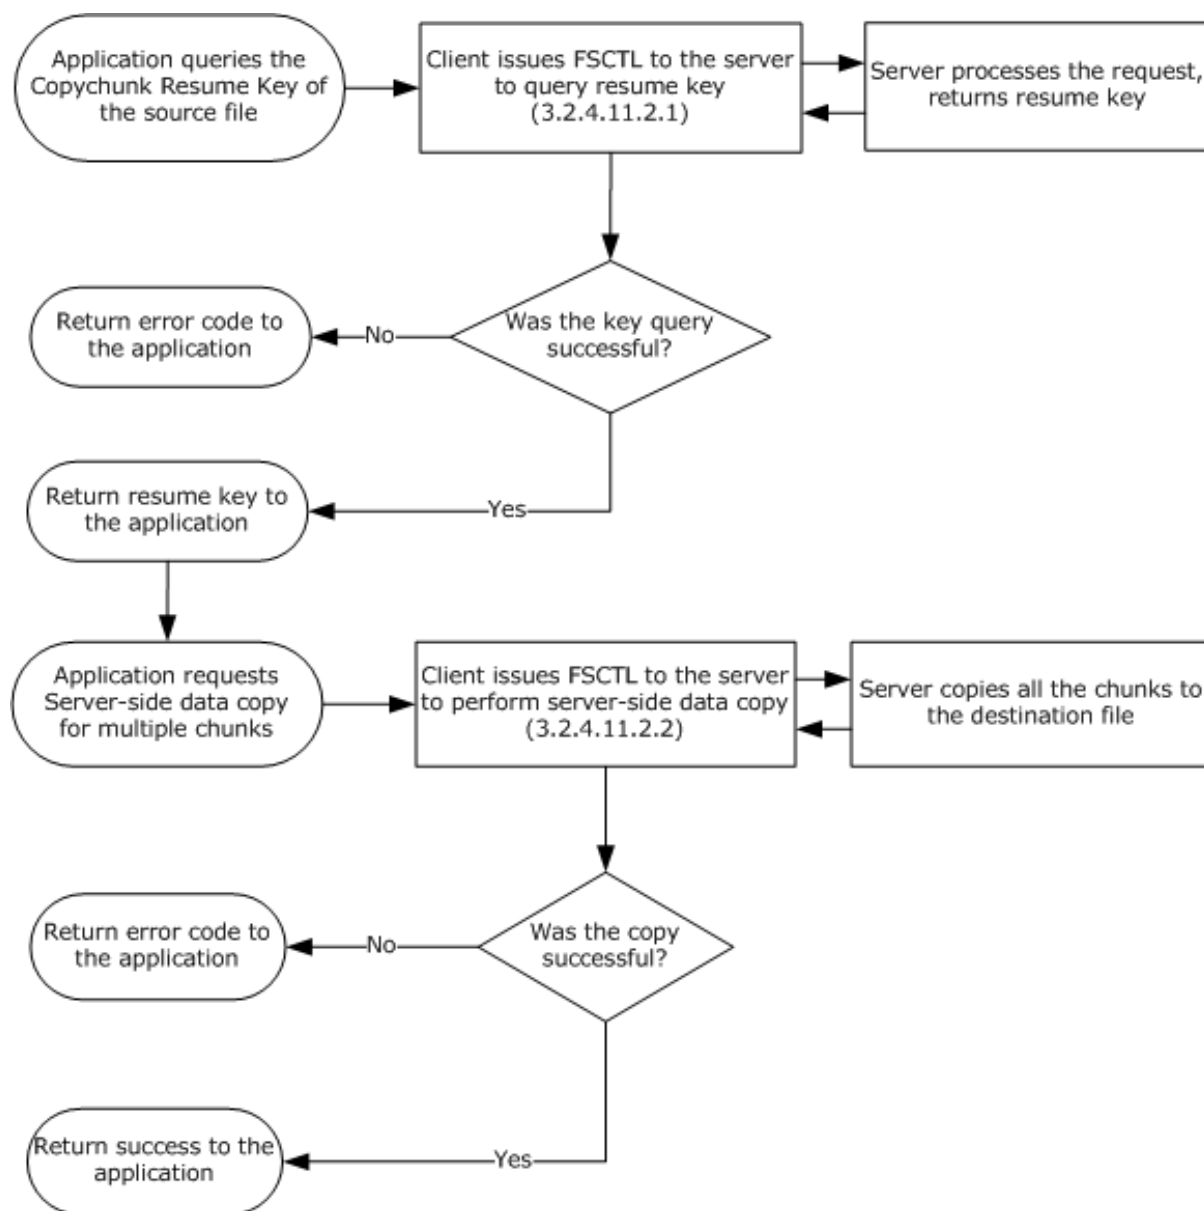 Application queries the
Copychunk Resume Key of
the source file
Client issues FSCTL to the server
to query resume key
(3.2.4.11.2.1)
Server processes the request,
returns resume key
Return error code to
the application
No
Was the key query
successful?
Return resume key to
the application
Yes
Application requests
Server-side data copy
for multiple chunks
Client issues FSCTL to the server
to perform server-side data copy
(3.2.4.11.2.2)
Server copies all the chunks to
the destination file
Return error code to
the application
No
Was the copy
successful?
Return success to the
application
Yes